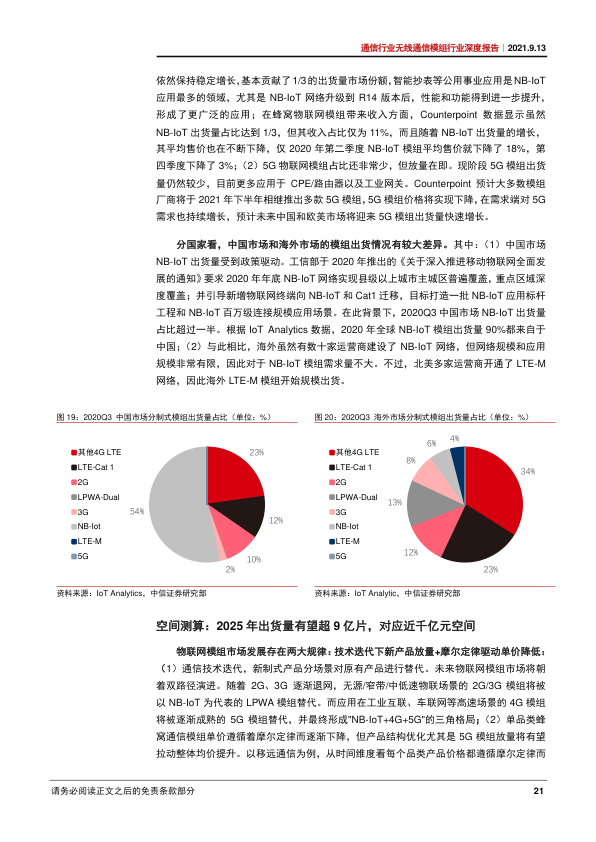 通信行业无线通信模组行业深度报告｜2021.9.13
依然保持稳定增长，基本贡献了 1/3 的出货量市场份额，智能抄表等公用事业应用是 NB-IoT
应用最多的领域，尤其是 NB-IoT 网络升级到 R14 版本后，性能和功能得到进一步提升，
形成了更广泛的应用；在蜂窝物联网模组带来收入方面，Counterpoint 数据显示虽然
NB-IoT 出货量占比达到 1/3，但其收入占比仅为 11%，而且随着 NB-IoT 出货量的增长，
其平均售价也在不断下降，仅 2020 年第二季度 NB-IoT 模组平均售价就下降了 18%，第
四季度下降了 3%；（2）5G 物联网模组占比还非常少，但放量在即。现阶段 5G 模组出货
量仍然较少，目前更多应用于 CPE/路由器以及工业网关。Counterpoint 预计大多数模组
厂商将于 2021 年下半年相继推出多款 5G 模组，5G 模组价格将实现下降，在需求端对 5G
需求也持续增长，预计未来中国和欧美市场将迎来 5G 模组出货量快速增长。
分国家看，中国市场和海外市场的模组出货情况有较大差异。其中：（1）中国市场
NB-IoT 出货量受到政策驱动。工信部于 2020 年推出的《关于深入推进移动物联网全面发
展的通知》要求 2020 年年底 NB-IoT 网络实现县级以上城市主城区普遍覆盖，重点区域深
度覆盖；并引导新增物联网终端向 NB-IoT 和 Cat1 迁移，目标打造一批 NB-IoT 应用标杆
工程和 NB-IoT 百万级连接规模应用场景。在此背景下，2020Q3 中国市场 NB-IoT 出货量
占比超过一半。根据 IoT Analytics 数据，2020 年全球 NB-IoT 模组出货量 90%都来自于
中国；（2）与此相比，海外虽然有数十家运营商建设了 NB-IoT 网络，但网络规模和应用
规模非常有限，因此对于 NB-IoT 模组需求量不大。不过，北美多家运营商开通了 LTE-M
网络，因此海外 LTE-M 模组开始规模出货。
图 19：2020Q3 中国市场分制式模组出货量占比（单位：%）
其他4G LTE
LTE-Cat 1
2G
LPWA-Dual
3G
NB-Iot
LTE-M
5G
23%
12%
10%
2%
54%
资料来源：IoT Analytics，中信证券研究部
图 20：2020Q3 海外市场分制式模组出货量占比（单位：%）
其他4G LTE
LTE-Cat 1
2G
LPWA-Dual
3G
NB-IoT
LTE-M
5G
34%
23%
12%
13%
8%
6%
4%
资料来源：IoT Analytic，中信证券研究部
空间测算：2025 年出货量有望超 9 亿片，对应近千亿元空间
物联网模组市场发展存在两大规律：技术迭代下新产品放量+摩尔定律驱动单价降低：
（1）通信技术迭代，新制式产品分场景对原有产品进行替代。未来物联网模组市场将朝
着双路径演进。随着 2G、3G 逐渐退网，无源/窄带/中低速物联场景的 2G/3G 模组将被
以 NB-IoT 为代表的 LPWA 模组替代。而应用在工业互联、车联网等高速场景的 4G 模组
将被逐渐成熟的 5G 模组替代，并最终形成"NB-IoT+4G+5G"的三角格局；（2）单品类蜂
窝通信模组单价遵循着摩尔定律而逐渐下降，但产品结构优化尤其是 5G 模组放量将有望
拉动整体均价提升。以移远通信为例，从时间维度看每个品类产品价格都遵循摩尔定律而
请务必阅读正文之后的免责条款部分
21